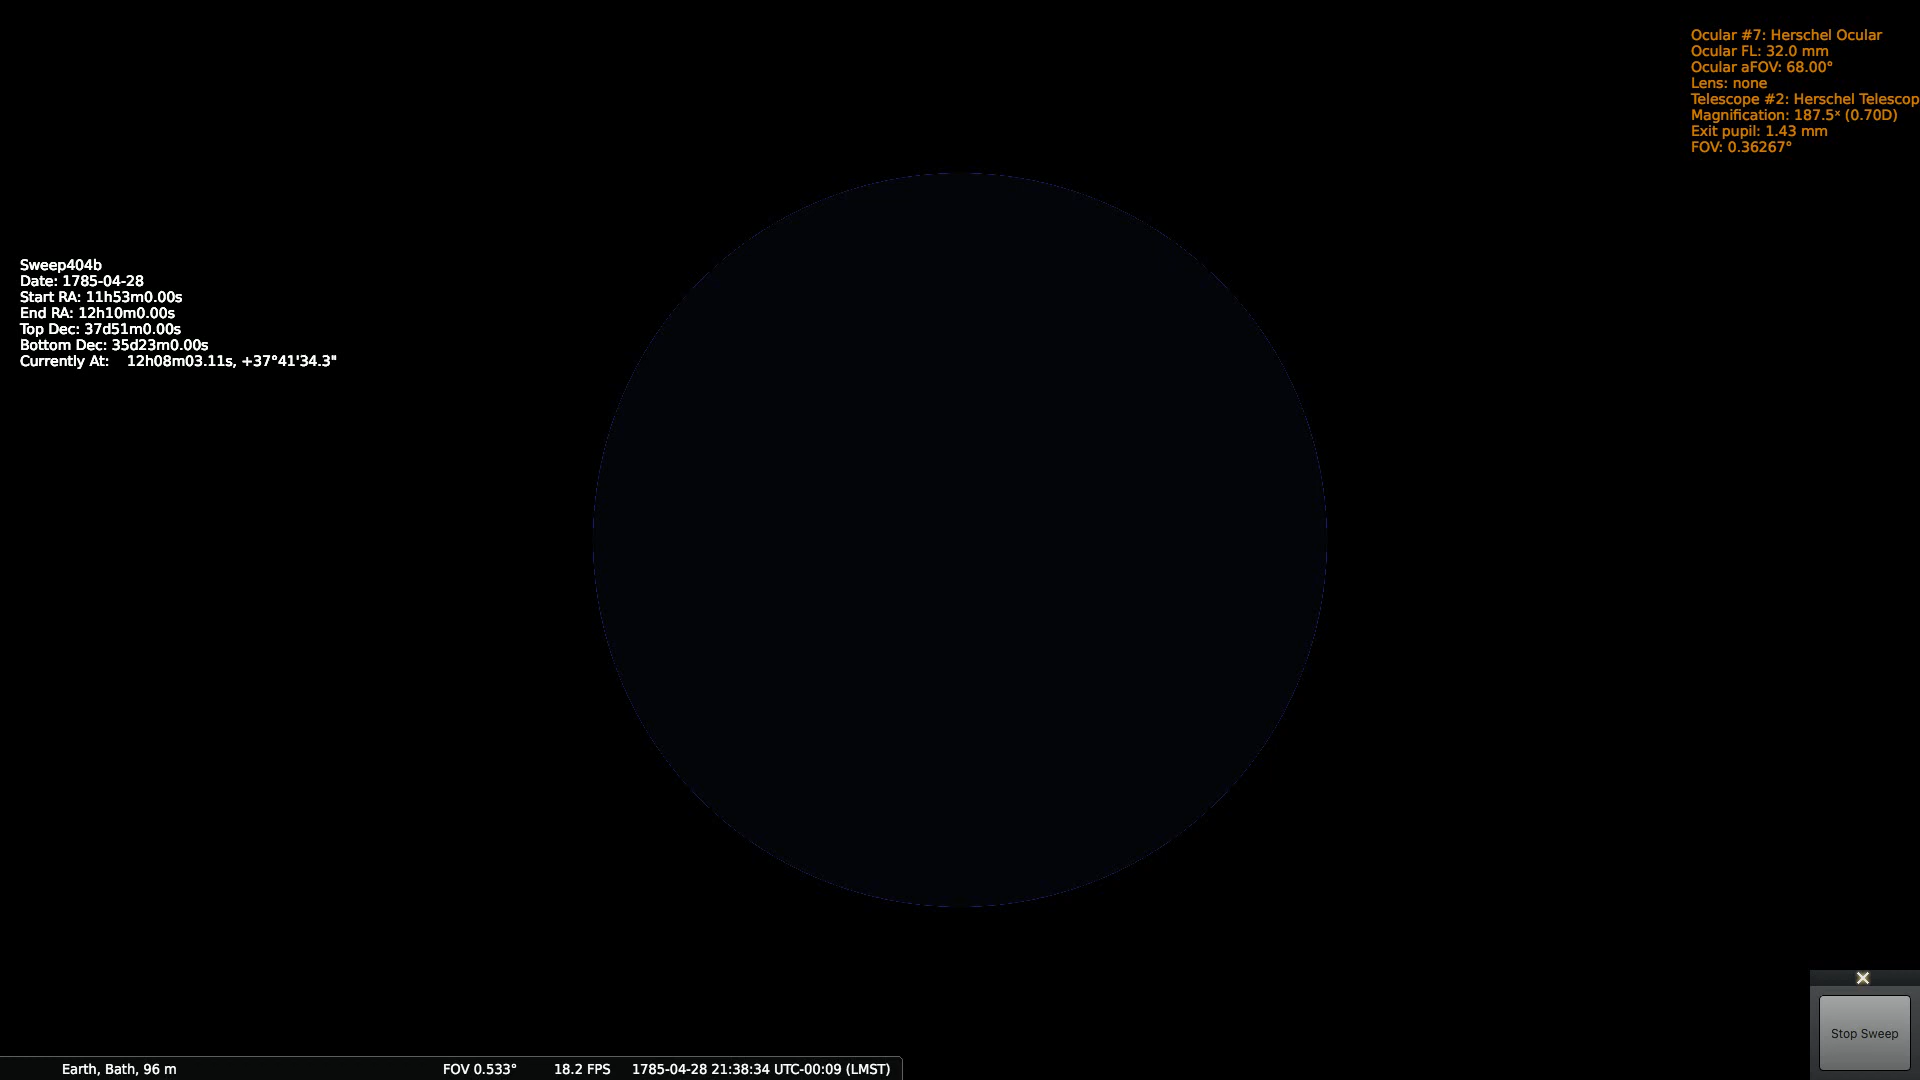 Ocular #7: Herschel Ocular
Ocular FL: 32.0 mm
Ocular aFOV: 68.00°
Lens: none
Telescope #2: Herschel Telescop
Magnification: 187.5ˣ (0.70D)
Exit pupil: 1.43 mm
FOV: 0.36267°
Sweep404b
Date: 1785-04-28
Start RA: 11h53m0.00s
End RA: 12h10m0.00s
Top Dec: 37d51m0.00s
Bottom Dec: 35d23m0.00s
Currently At: 12h08m03.11s, +37°41'34.3"
Stop Sweep
Earth, Bath, 96 m FOV 0.533° 18.2 FPS 1785-04-28 21:38:34 UTC-00:09 (LMST)